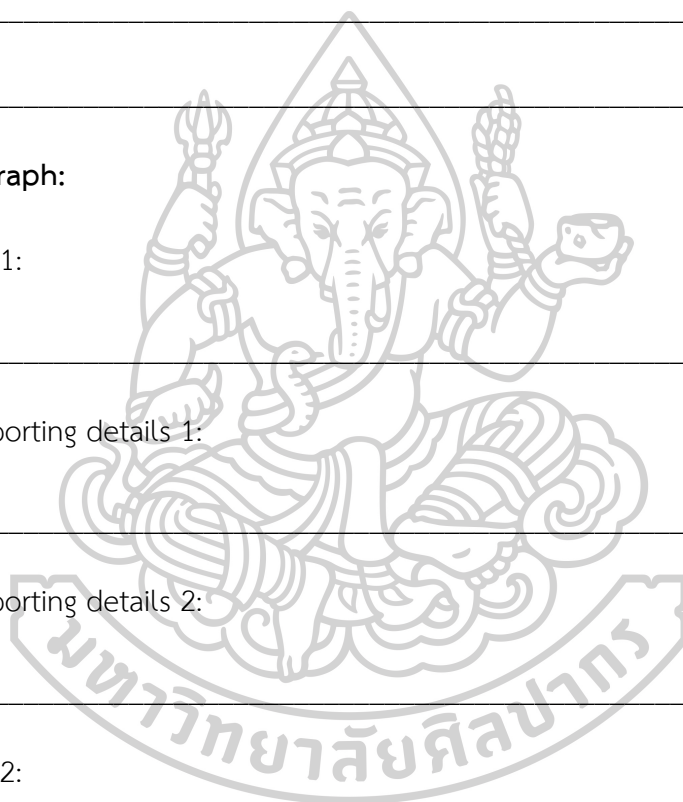 raph:
1:
porting details 1:
porting details 2:
มหาวิทยาลัยศิลปากร
2: